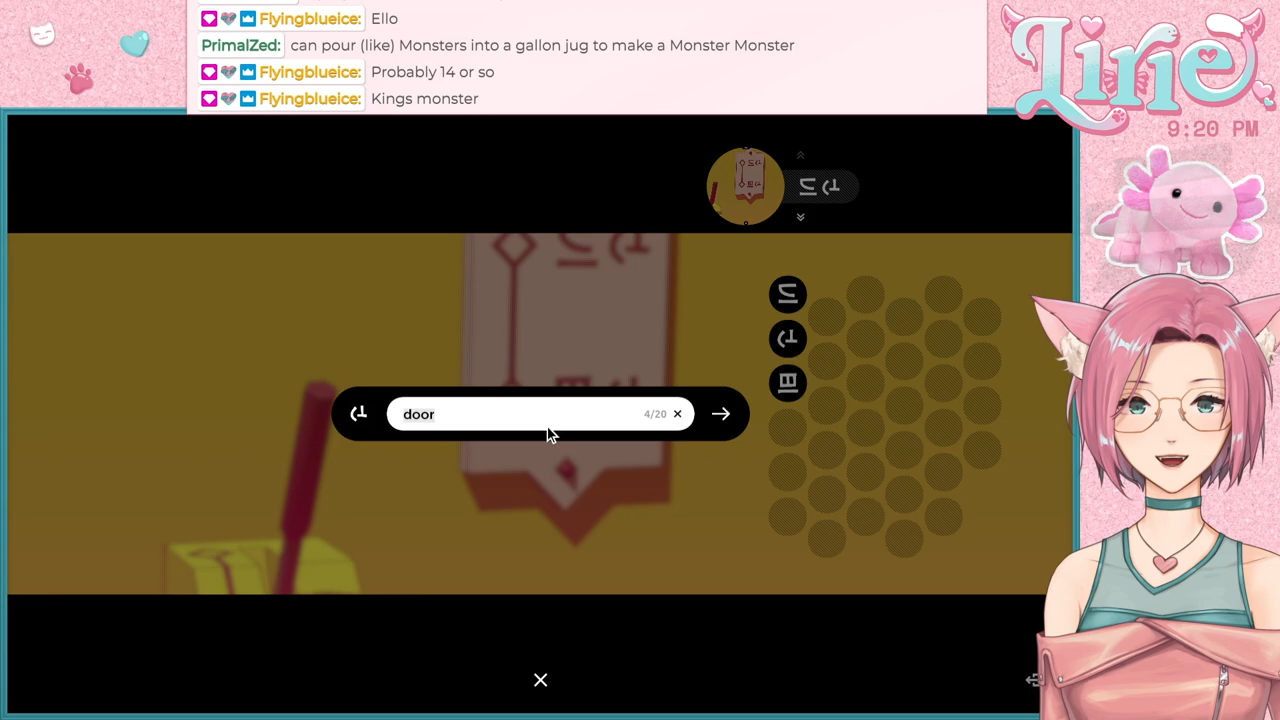 Flyingblueice: Ello
PrimalZed: can pour (like) Monsters into a gallon jug to make a Monster Monster
Flyingblueice: Probably 14 or so
Flyingblueice: Kings monster
Lirie
9:20 PM
door 4/20